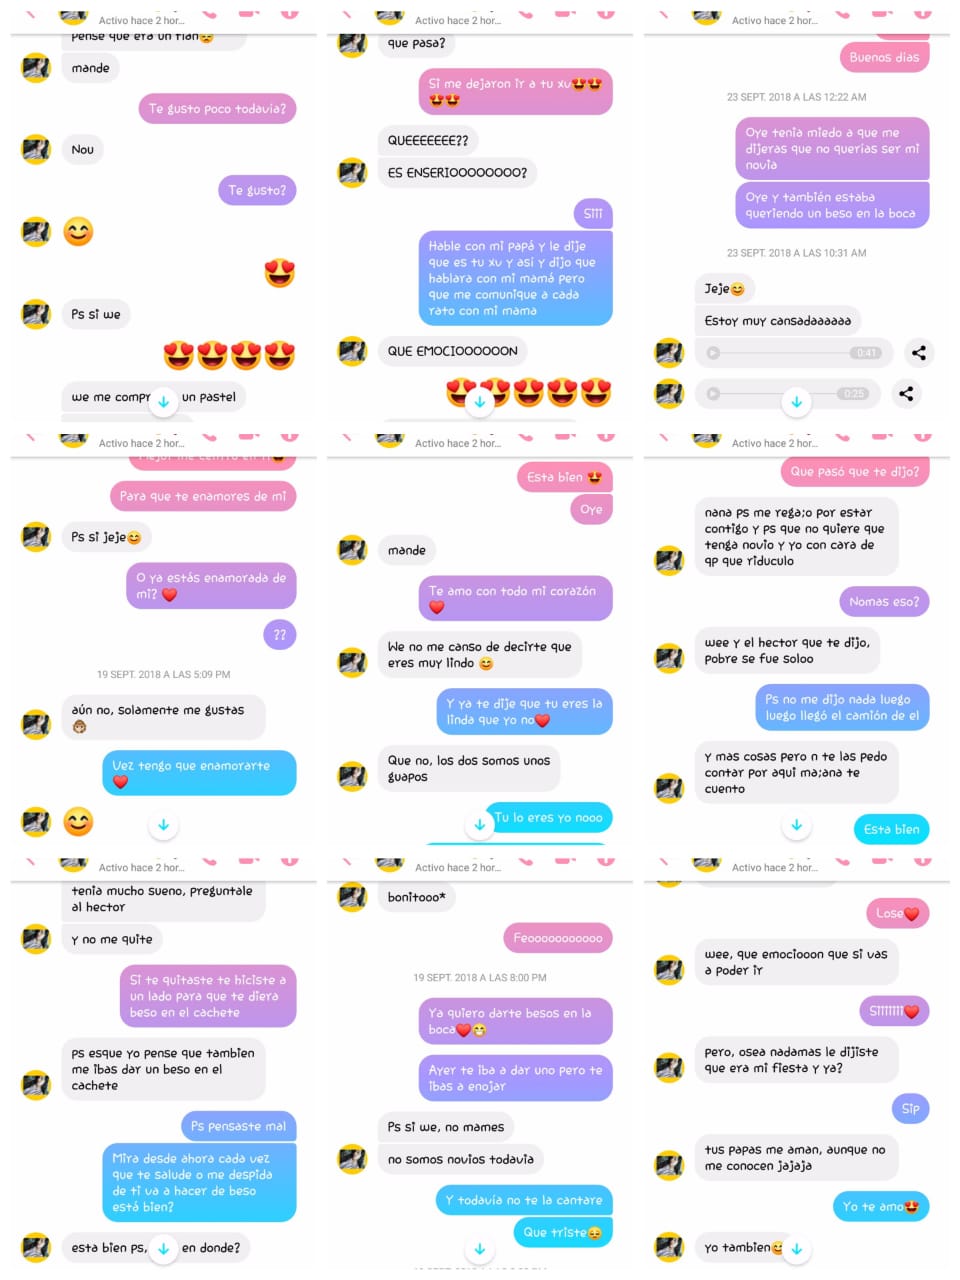 Activo hace 2 hor...
Pense que era un flan
mande
Te gusto poco todavia?
Nou
Te gusto?
Ps si we
we me compr
un pastel
Activo hace 2 hor...
que pasa?
Si me dejaron ir a tu xv
QUEEEEEEE??
ES ENSERIOOOOOOOO?
Siii
Hable con mi papá y le dije
que es tu xv y así y dijo que
hablara con mi mamá pero
que me comunique a cada
rato con mi mama
QUE EMOCIOOOOOON
Activo hace 2 hor...
Buenos dias
23 SEPT. 2018 A LAS 12:22 AM
Oye tenia miedo a que me
dijeras que no querías ser mi
novia
Oye y también estaba
queriendo un beso en la boca
23 SEPT. 2018 A LAS 10:31 AM
Jeje
Estoy muy cansadaaaaaa
0:41
0:25
Activo hace 2 hor...
Mejor me centro en ti
Para que te enamores de mi
Ps si jeje
O ya estás enamorada de
mi?
??
19 SEPT. 2018 A LAS 5:09 PM
aún no, solamente me gustas
Vez tengo que enamorarte
Activo hace 2 hor...
Esta bien
Oye
mande
Te amo con todo mi corazón
We no me canso de decirte que
eres muy lindo
Y ya te dije que tu eres la
linda que yo no
Que no, los dos somos unos
guapos
Tu lo eres yo nooo
Activo hace 2 hor...
Que pasó que te dijo?
nana ps me rega;o por estar
contigo y ps que no quiere que
tenga novio y yo con cara de
qp que riduculo
Nomas eso?
wee y el hector que te dijo,
pobre se fue soloo
Ps no me dijo nada luego
luego llegó el camión de el
y mas cosas pero n te las pedo
contar por aqui ma;ana te
cuento
Esta bien
Activo hace 2 hor...
tenia mucho sueno, preguntale
al hector
y no me quite
Si te quitaste te hiciste a
un lado para que te diera
beso en el cachete
ps esque yo pense que tambien
me ibas dar un beso en el
cachete
Ps pensaste mal
Mira desde ahora cada vez
que te salude o me despida
de ti va a hacer de beso
está bien?
esta bien ps,
en donde?
Activo hace 2 hor...
bonitooo*
Feooooooooooo
19 SEPT. 2018 A LAS 8:00 PM
Ya quiero darte besos en la
boca
Ayer te iba a dar uno pero te
ibas a enojar
Ps si we, no mames
no somos novios todavia
Y todavía no te la cantare
Que triste
Activo hace 2 hor...
Lose
wee, que emociooon que si vas
a poder ir
Siiiiiii
pero, osea nadamas le dijiste
que era mi fiesta y ya?
Sip
tus papas me aman, aunque no
me conocen jajaja
Yo te amo
yo tambien